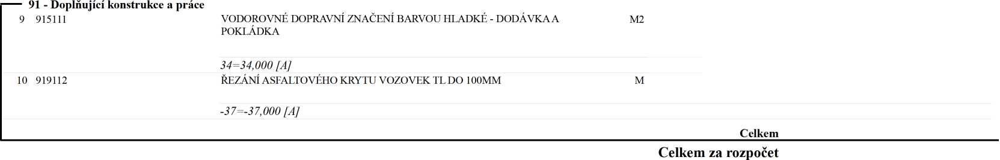 91 - Doplňující konstrukce a práce
9 915111 VODOROVNÉ DOPRAVNÍ ZNAČENÍ BARVOU HLADKÉ - DODÁVKA A M2
POKLÁDKA
34=34,000 [A]
10 919112 ŘEZÁNÍ ASFALTOVÉHO KRYTU VOZOVEK TL DO 100MM M
-37=-37,000 [A]
Celkem
Celkem za rozpočet